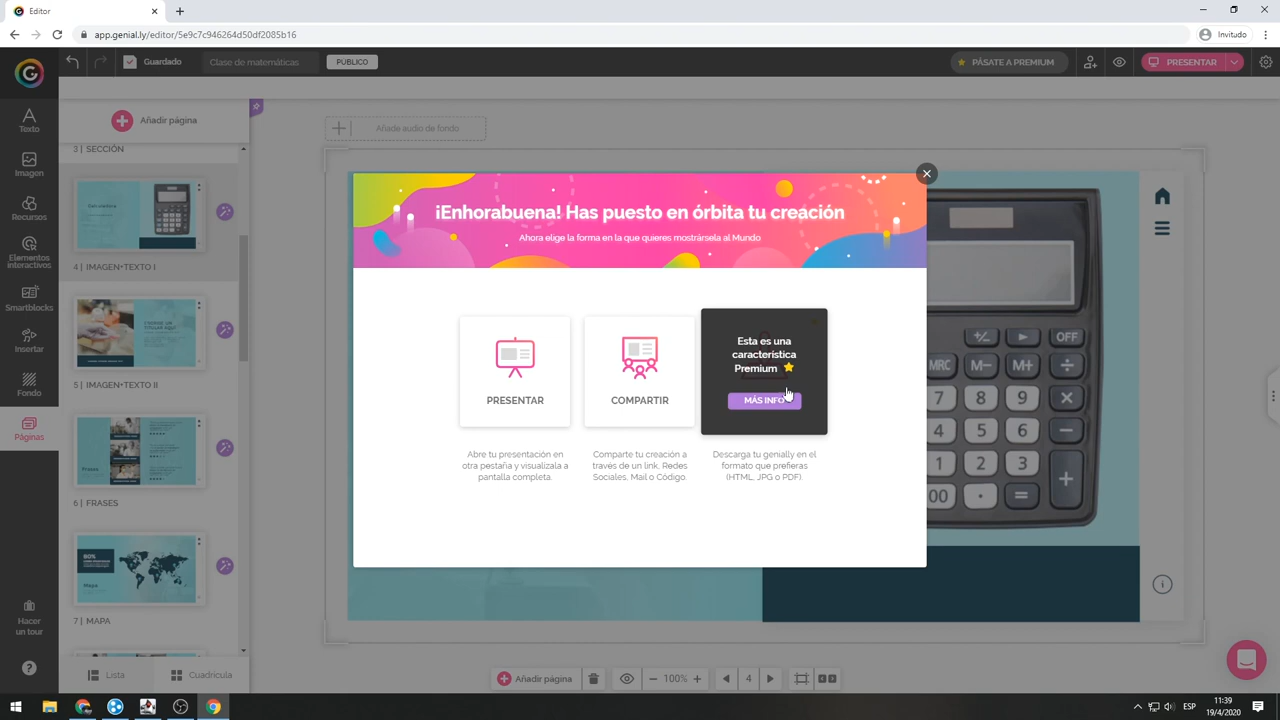 Editor
app.genial.ly/editor/5e9c7c946264d50df2085b16
Invitado
Guardado
Clase de matemáticas
PÚBLICO
PÁSATE A PREMIUM
PRESENTAR
Texto
Imagen
Recursos
Elementos
interactivos
Smartblocks
Insertar
Fondo
Páginas
Hacer
un tour
Añadir página
3 | SECCIÓN
4 | IMAGEN+TEXTO I
5 | IMAGEN+TEXTO II
Frases
6 | FRASES
60%
Mapa
7 | MAPA
Lista
Cuadrícula
Añade audio de fondo
¡Enhorabuena! Has puesto en órbita tu creación
Ahora elige la forma en la que quieres mostrársela al Mundo
PRESENTAR
Abre tu presentación en
otra pestaña y visualízala a
pantalla completa.
COMPARTIR
Comparte tu creación a
través de un link, Redes
Sociales, Mail o Código.
Esta es una
característica
Premium
MÁS INFO
Descarga tu genially en el
formato que prefieras
(HTML, JPG o PDF).
+/- ▶ OFF
MRC M- M+ ÷
7 8 9 ×
4 5 6 −
1 2 3 +
00 · =
Añadir página
100%
4
ESP
11:39
19/4/2020